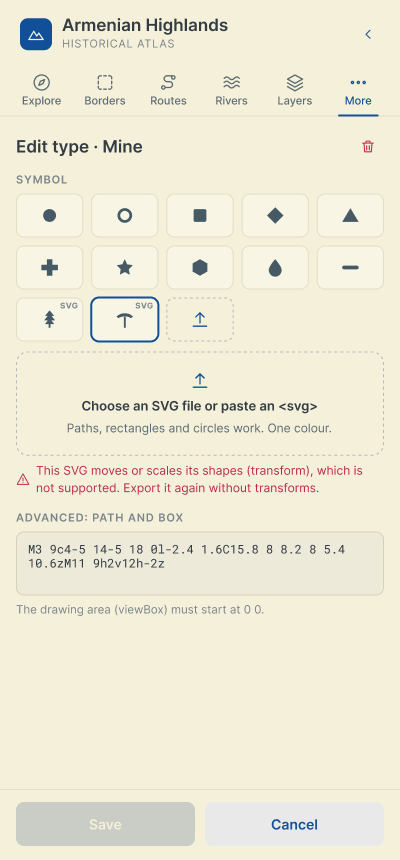 Armenian Highlands
HISTORICAL ATLAS
Explore
Borders
Routes
Rivers
Layers
More
Edit type · Mine
SYMBOL
SVG
SVG
Choose an SVG file or paste an <svg>
Paths, rectangles and circles work. One colour.
This SVG moves or scales its shapes (transform), which is
not supported. Export it again without transforms.
ADVANCED: PATH AND BOX
M3 9c4-5 14-5 18 0l-2.4 1.6C15.8 8 8.2 8 5.4
10.6zM11 9h2v12h-2z
The drawing area (viewBox) must start at 0 0.
Save
Cancel